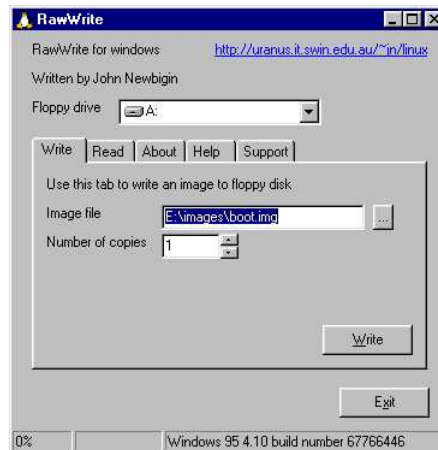 RawWrite
RawWrite for windows http://uranus.it.swin.edu.au/~jn/linux
Written by John Newbigin
Floppy drive A:
Write Read About Help Support
Use this tab to write an image to floppy disk
Image file E:\images\boot.img ...
Number of copies 1
Write
Exit
0% Windows 95 4.10 build number 67766446